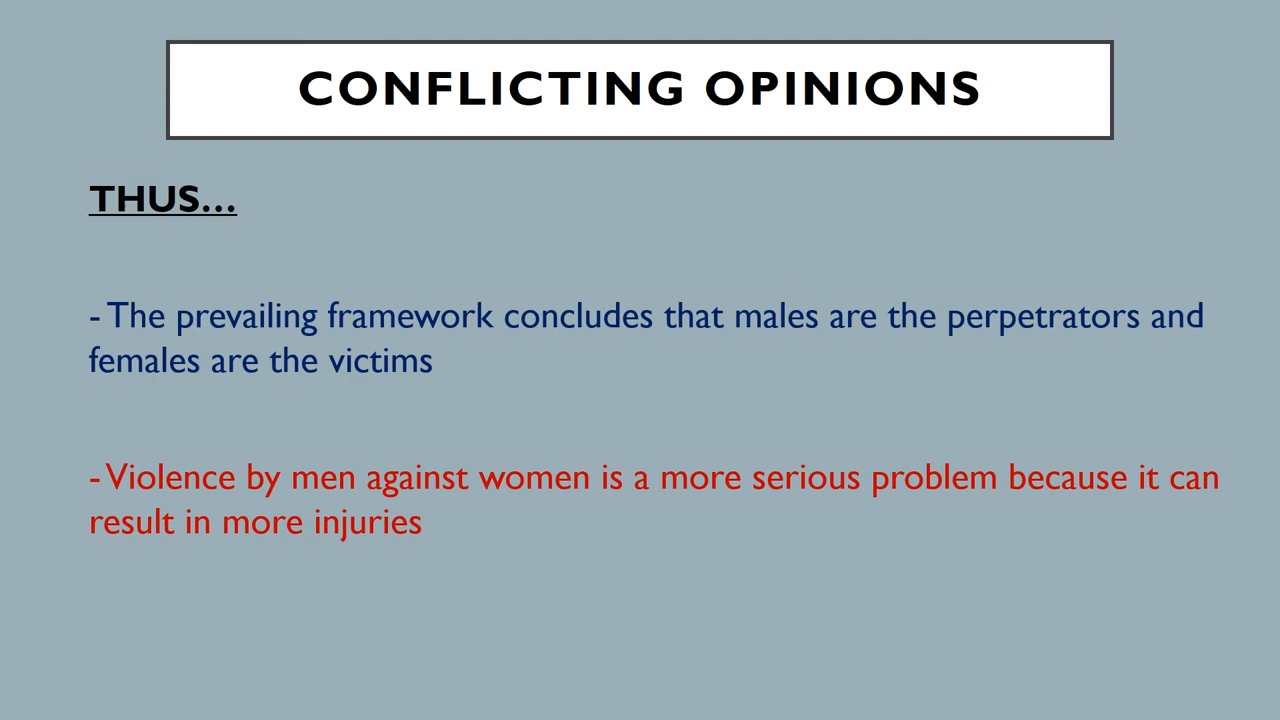 CONFLICTING OPINIONS
THUS...
- The prevailing framework concludes that males are the perpetrators and
females are the victims
- Violence by men against women is a more serious problem because it can
result in more injuries